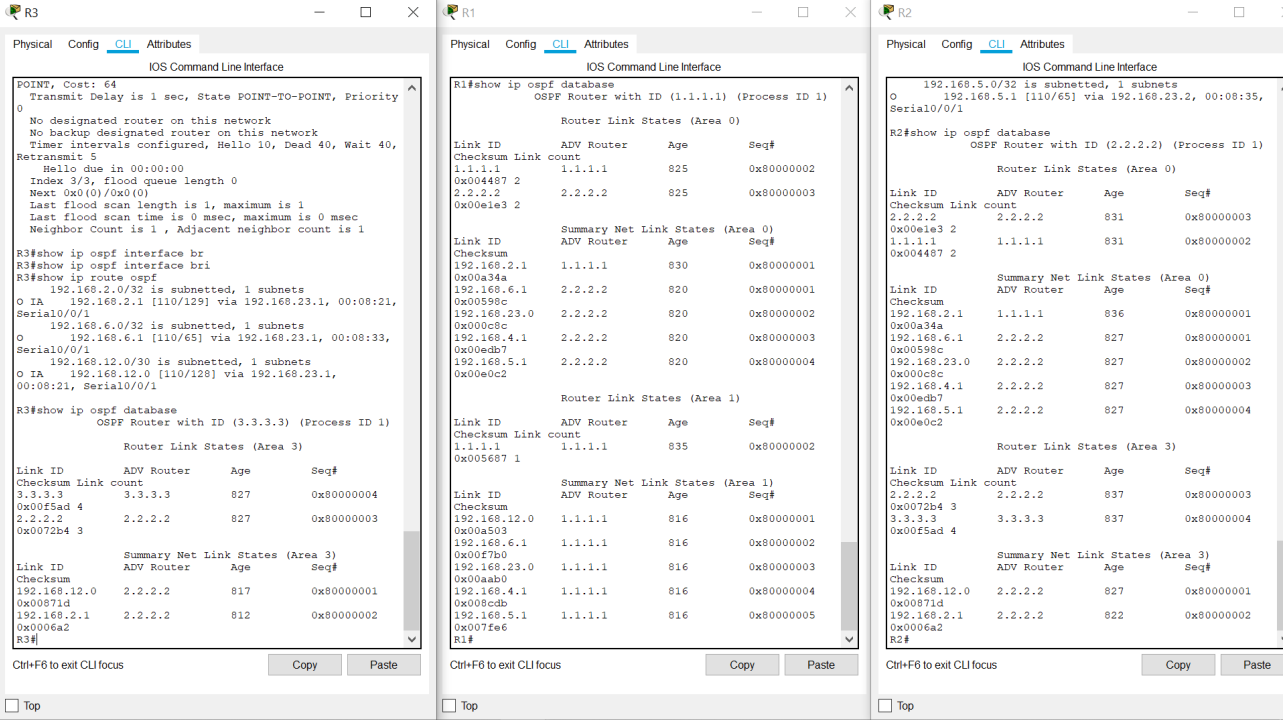 R3
Physical Config CLI Attributes
IOS Command Line Interface
POINT, Cost: 64
Transmit Delay is 1 sec, State POINT-TO-POINT, Priority
0
No designated router on this network
No backup designated router on this network
Timer intervals configured, Hello 10, Dead 40, Wait 40,
Retransmit 5
Hello due in 00:00:00
Index 3/3, flood queue length 0
Next 0x0(0)/0x0(0)
Last flood scan length is 1, maximum is 1
Last flood scan time is 0 msec, maximum is 0 msec
Neighbor Count is 1 , Adjacent neighbor count is 1
R3#show ip ospf interface br
R3#show ip ospf interface bri
R3#show ip route ospf
192.168.2.0/32 is subnetted, 1 subnets
O IA 192.168.2.1 [110/129] via 192.168.23.1, 00:08:21,
Serial0/0/1
192.168.6.0/32 is subnetted, 1 subnets
O 192.168.6.1 [110/65] via 192.168.23.1, 00:08:33,
Serial0/0/1
192.168.12.0/30 is subnetted, 1 subnets
O IA 192.168.12.0 [110/128] via 192.168.23.1,
00:08:21, Serial0/0/1
R3#show ip ospf database
OSPF Router with ID (3.3.3.3) (Process ID 1)
Router Link States (Area 3)
Link ID ADV Router Age Seq#
Checksum Link count
3.3.3.3 3.3.3.3 827 0x80000004
0x00f5ad 4
2.2.2.2 2.2.2.2 827 0x80000003
0x0072b4 3
Summary Net Link States (Area 3)
Link ID ADV Router Age Seq#
Checksum
192.168.12.0 2.2.2.2 817 0x80000001
0x00871d
192.168.2.1 2.2.2.2 812 0x80000002
0x0006a2
R3#
Ctrl+F6 to exit CLI focus
Copy
Paste
Top
R1
Physical Config CLI Attributes
IOS Command Line Interface
R1#show ip ospf database
OSPF Router with ID (1.1.1.1) (Process ID 1)
Router Link States (Area 0)
Link ID ADV Router Age Seq#
Checksum Link count
1.1.1.1 1.1.1.1 825 0x80000002
0x004487 2
2.2.2.2 2.2.2.2 825 0x80000003
0x00e1e3 2
Summary Net Link States (Area 0)
Link ID ADV Router Age Seq#
Checksum
192.168.2.1 1.1.1.1 830 0x80000001
0x00a34a
192.168.6.1 2.2.2.2 820 0x80000001
0x00598c
192.168.23.0 2.2.2.2 820 0x80000002
0x000c8c
192.168.4.1 2.2.2.2 820 0x80000003
0x00edb7
192.168.5.1 2.2.2.2 820 0x80000004
0x00e0c2
Router Link States (Area 1)
Link ID ADV Router Age Seq#
Checksum Link count
1.1.1.1 1.1.1.1 835 0x80000002
0x005687 1
Summary Net Link States (Area 1)
Link ID ADV Router Age Seq#
Checksum
192.168.12.0 1.1.1.1 816 0x80000001
0x00a503
192.168.6.1 1.1.1.1 816 0x80000002
0x00f7b0
192.168.23.0 1.1.1.1 816 0x80000003
0x00aab0
192.168.4.1 1.1.1.1 816 0x80000004
0x008cdb
192.168.5.1 1.1.1.1 816 0x80000005
0x007fe6
R1#
Ctrl+F6 to exit CLI focus
Copy
Paste
Top
R2
Physical Config CLI Attributes
IOS Command Line Interface
192.168.5.0/32 is subnetted, 1 subnets
O 192.168.5.1 [110/65] via 192.168.23.2, 00:08:35,
Serial0/0/1
R2#show ip ospf database
OSPF Router with ID (2.2.2.2) (Process ID 1)
Router Link States (Area 0)
Link ID ADV Router Age Seq#
Checksum Link count
2.2.2.2 2.2.2.2 831 0x80000003
0x00e1e3 2
1.1.1.1 1.1.1.1 831 0x80000002
0x004487 2
Summary Net Link States (Area 0)
Link ID ADV Router Age Seq#
Checksum
192.168.2.1 1.1.1.1 836 0x80000001
0x00a34a
192.168.6.1 2.2.2.2 827 0x80000001
0x00598c
192.168.23.0 2.2.2.2 827 0x80000002
0x000c8c
192.168.4.1 2.2.2.2 827 0x80000003
0x00edb7
192.168.5.1 2.2.2.2 827 0x80000004
0x00e0c2
Router Link States (Area 3)
Link ID ADV Router Age Seq#
Checksum Link count
2.2.2.2 2.2.2.2 837 0x80000003
0x0072b4 3
3.3.3.3 3.3.3.3 837 0x80000004
0x00f5ad 4
Summary Net Link States (Area 3)
Link ID ADV Router Age Seq#
Checksum
192.168.12.0 2.2.2.2 827 0x80000001
0x00871d
192.168.2.1 2.2.2.2 822 0x80000002
0x0006a2
R2#
Ctrl+F6 to exit CLI focus
Copy
Paste
Top